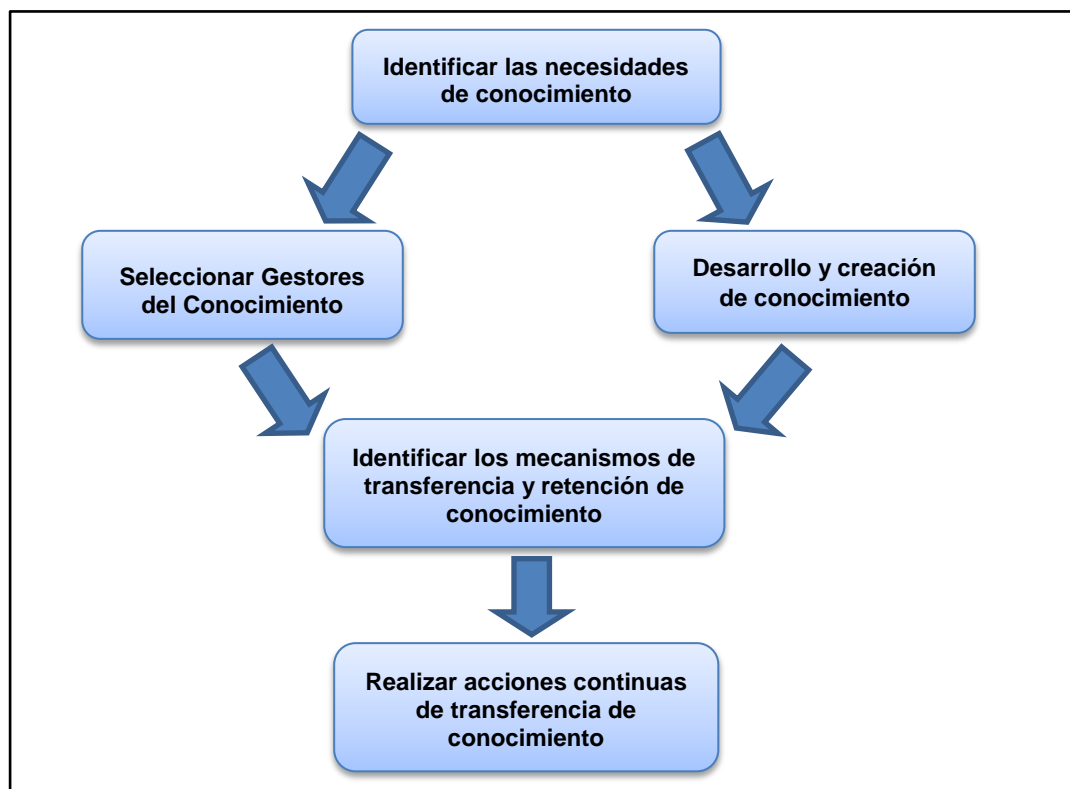 Identificar las necesidades
de conocimiento
Seleccionar Gestores
del Conocimiento
Desarrollo y creación
de conocimiento
Identificar los mecanismos de
transferencia y retención de
conocimiento
Realizar acciones continuas
de transferencia de
conocimiento